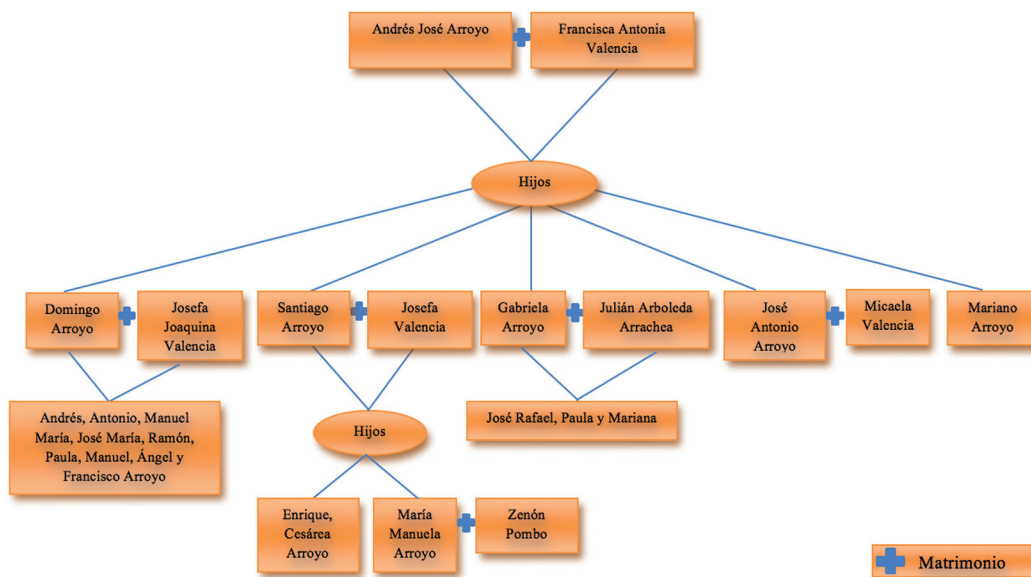 Andrés José Arroyo
Francisca Antonia
Valencia
Hijos
Domingo
Arroyo
Josefa
Joaquina
Valencia
Santiago
Arroyo
Josefa
Valencia
Gabriela
Arroyo
Julián Arboleda
Arrachea
José
Antonio
Arroyo
Micaela
Valencia
Mariano
Arroyo
Andrés, Antonio, Manuel
María, José María, Ramón,
Paula, Manuel, Ángel y
Francisco Arroyo
Hijos
José Rafael, Paula y Mariana
Enrique,
Cesárea
Arroyo
María
Manuela
Arroyo
Zenón
Pombo
Matrimonio